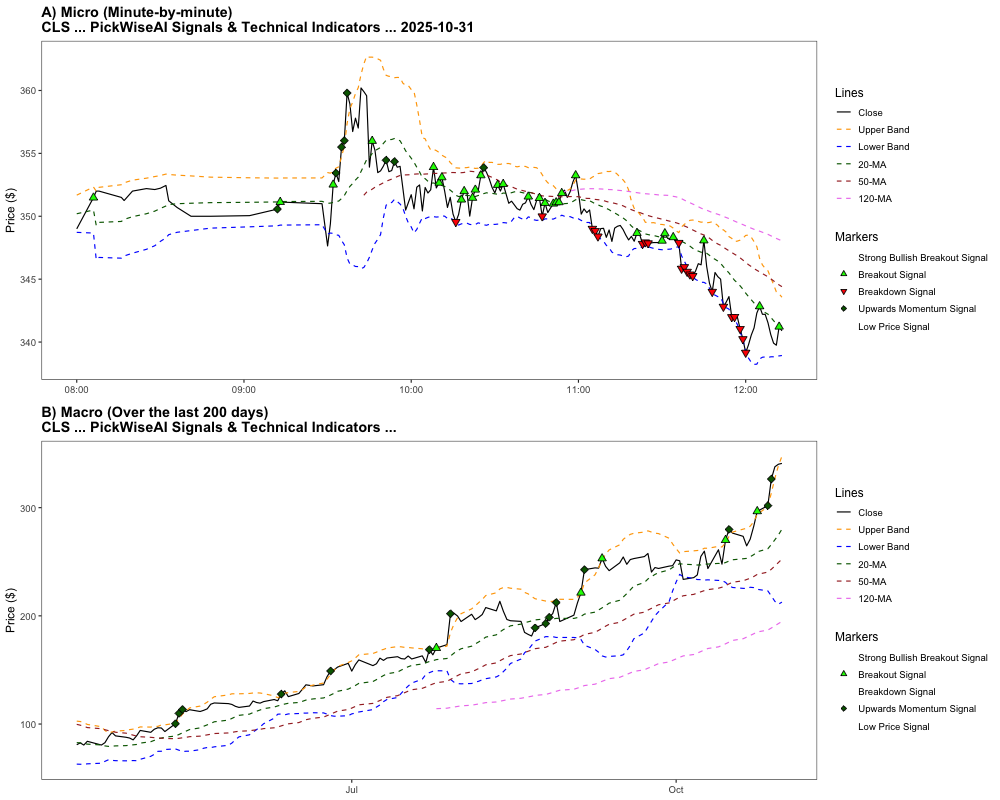 A) Micro (Minute-by-minute)
CLS ... PickWiseAI Signals & Technical Indicators ... 2025-10-31
Price ($)
360
355
350
345
340
08:00
09:00
10:00
11:00
12:00
Lines
Close
Upper Band
Lower Band
20-MA
50-MA
120-MA
Markers
Strong Bullish Breakout Signal
Breakout Signal
Breakdown Signal
Upwards Momentum Signal
Low Price Signal
B) Macro (Over the last 200 days)
CLS ... PickWiseAI Signals & Technical Indicators ...
Price ($)
300
200
100
Jul
Oct
Lines
Close
Upper Band
Lower Band
20-MA
50-MA
120-MA
Markers
Strong Bullish Breakout Signal
Breakout Signal
Breakdown Signal
Upwards Momentum Signal
Low Price Signal